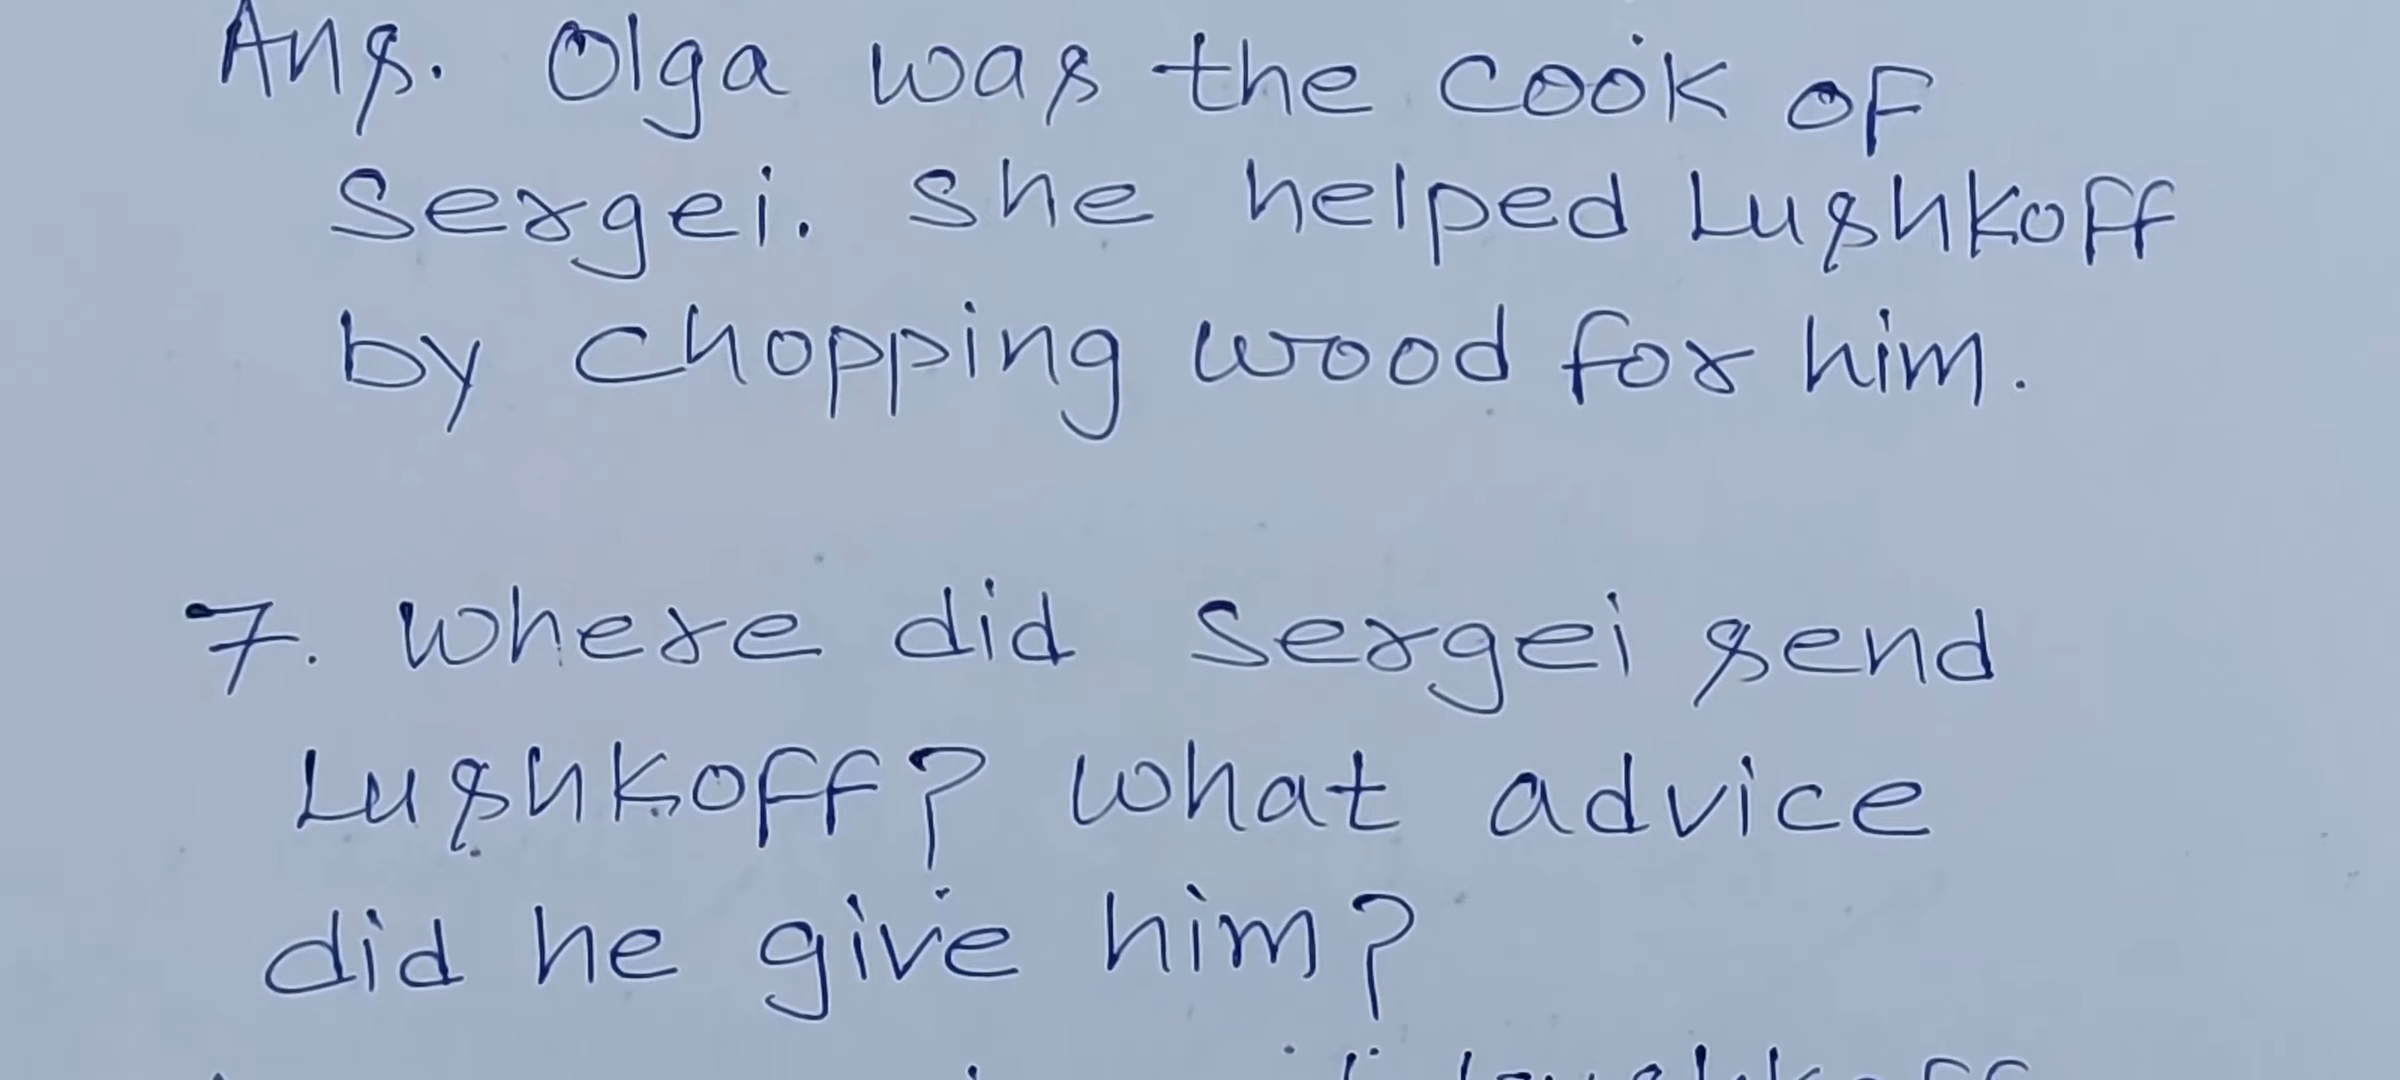 Ans. Olga was the cook of
Sergei. She helped Lushkoff
by chopping wood for him.
7. Where did Sergei send
Lushkoff? What advice
did he give him?